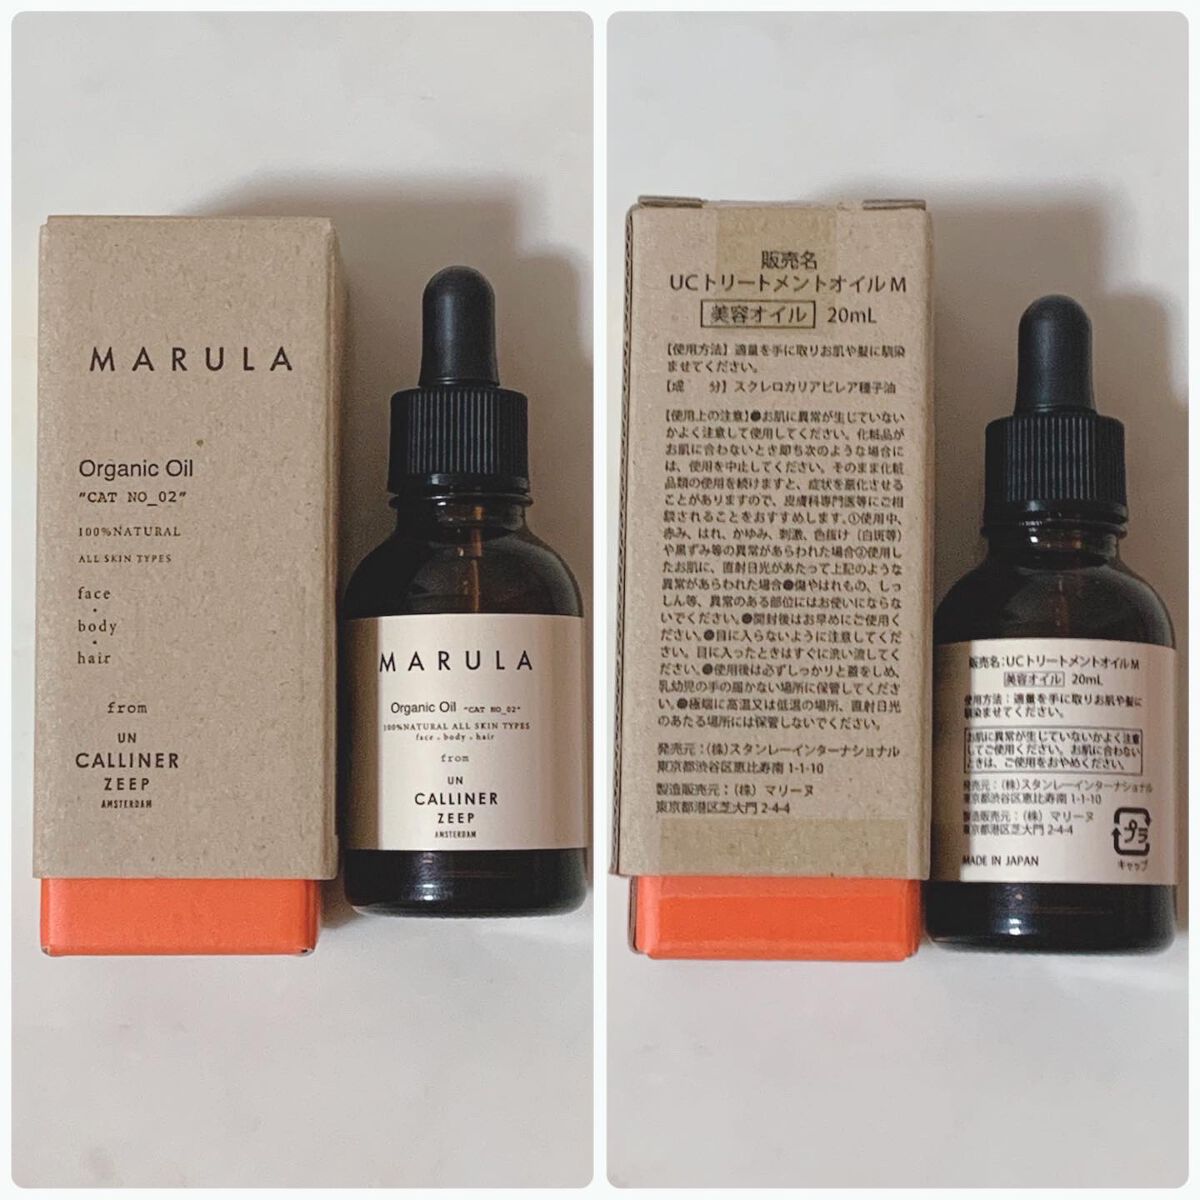 MARULA
Organic Oil
"CAT NO_02"
100%NATURAL
ALL SKIN TYPES
face
・
body
・
hair
from
UN
CALLINER
ZEEP
AMSTERDAM
MARULA
Organic Oil "CAT NO_02"
100%NATURAL ALL SKIN TYPES
face . body . hair
from
UN
CALLINER
ZEEP
AMSTERDAM
販売名
UCトリートメントオイルM
美容オイル 20mL
【使用方法】適量を手に取りお肌や髪に馴染
ませてください。
【成 分】スクレロカリアビレア種子油
【使用上の注意】●お肌に異常が生じていない
かよく注意して使用してください。化粧品が
お肌に合わないとき即ち次のような場合に
は、使用を中止してください。そのまま化粧
品類の使用を続けますと、症状を悪化させる
ことがありますので、皮膚科専門医等にご相
談されることをおすすめします。①使用中、
赤み、はれ、かゆみ、刺激、色抜け（白斑等）
や黒ずみ等の異常があらわれた場合②使用し
たお肌に、直射日光があたって上記のような
異常があらわれた場合●傷やはれもの、しっ
しん等、異常のある部位にはお使いにならな
いでください。●開封後はお早めにご使用く
ださい。●目に入らないように注意してくだ
さい。目に入ったときはすぐに洗い流してく
ださい。●使用後は必ずしっかりと蓋をしめ、
乳幼児の手の届かない場所に保管してくださ
い。●極端に高温又は低温の場所、直射日光
のあたる場所には保管しないでください。
発売元：（株）スタンレーインターナショナル
東京都渋谷区恵比寿南 1-1-10
製造販売元：（株）マリーヌ
東京都港区芝大門 2-4-4
販売名：UCトリートメントオイルM
美容オイル 20mL
使用方法：適量を手に取りお肌や髪に
馴染ませてください。
お肌に異常が生じていないかよく注意
してご使用ください。お肌に合わない
ときは、ご使用をおやめください。
発売元：（株）スタンレーインターナショナル
東京都渋谷区恵比寿南 1-1-10
製造販売元：（株）マリーヌ
東京都港区芝大門 2-4-4
プラ
MADE IN JAPAN
キャップ